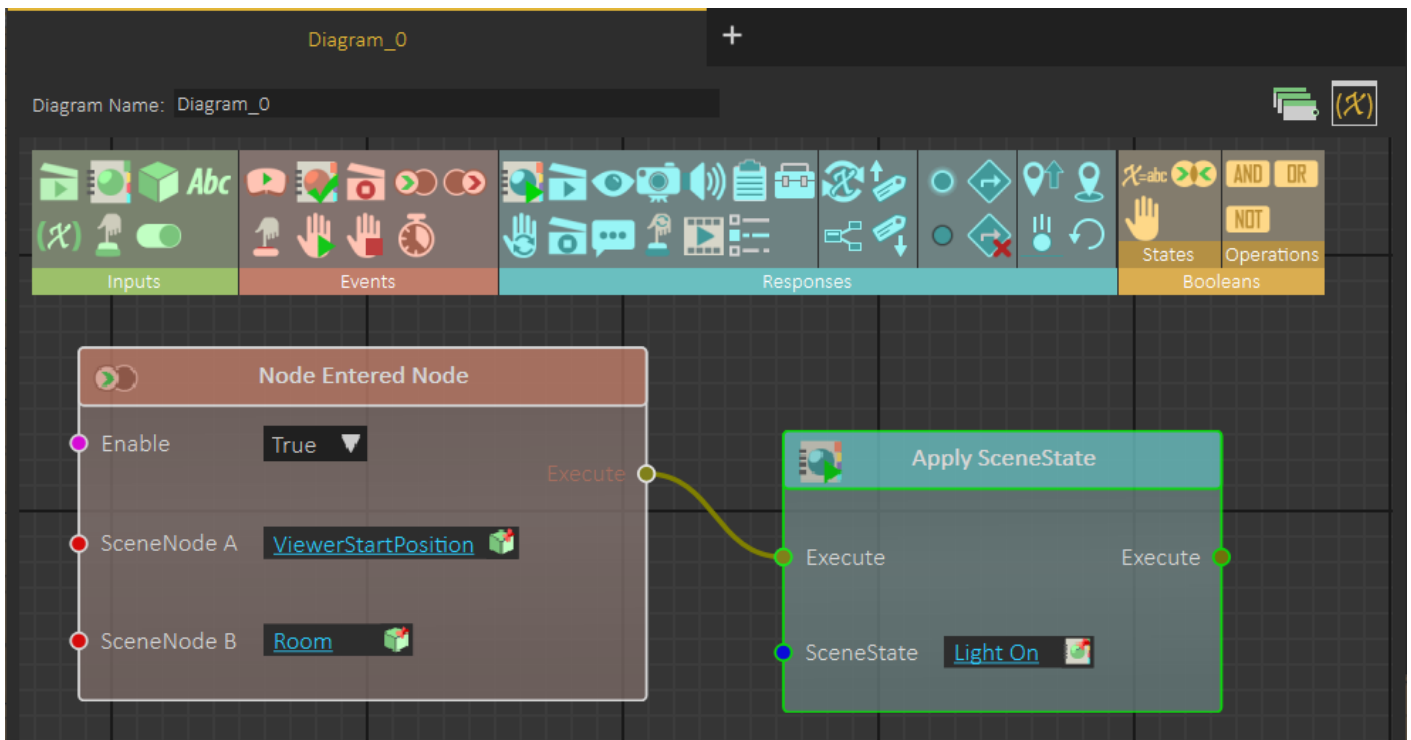 Diagram_0
+
Diagram Name: Diagram_0
(X)
Abc
X=abc
AND OR
(X)
NOT
States Operations
Inputs Events Responses Booleans
Node Entered Node
Enable True
Execute
SceneNode A ViewerStartPosition
SceneNode B Room
Apply SceneState
Execute Execute
SceneState Light On